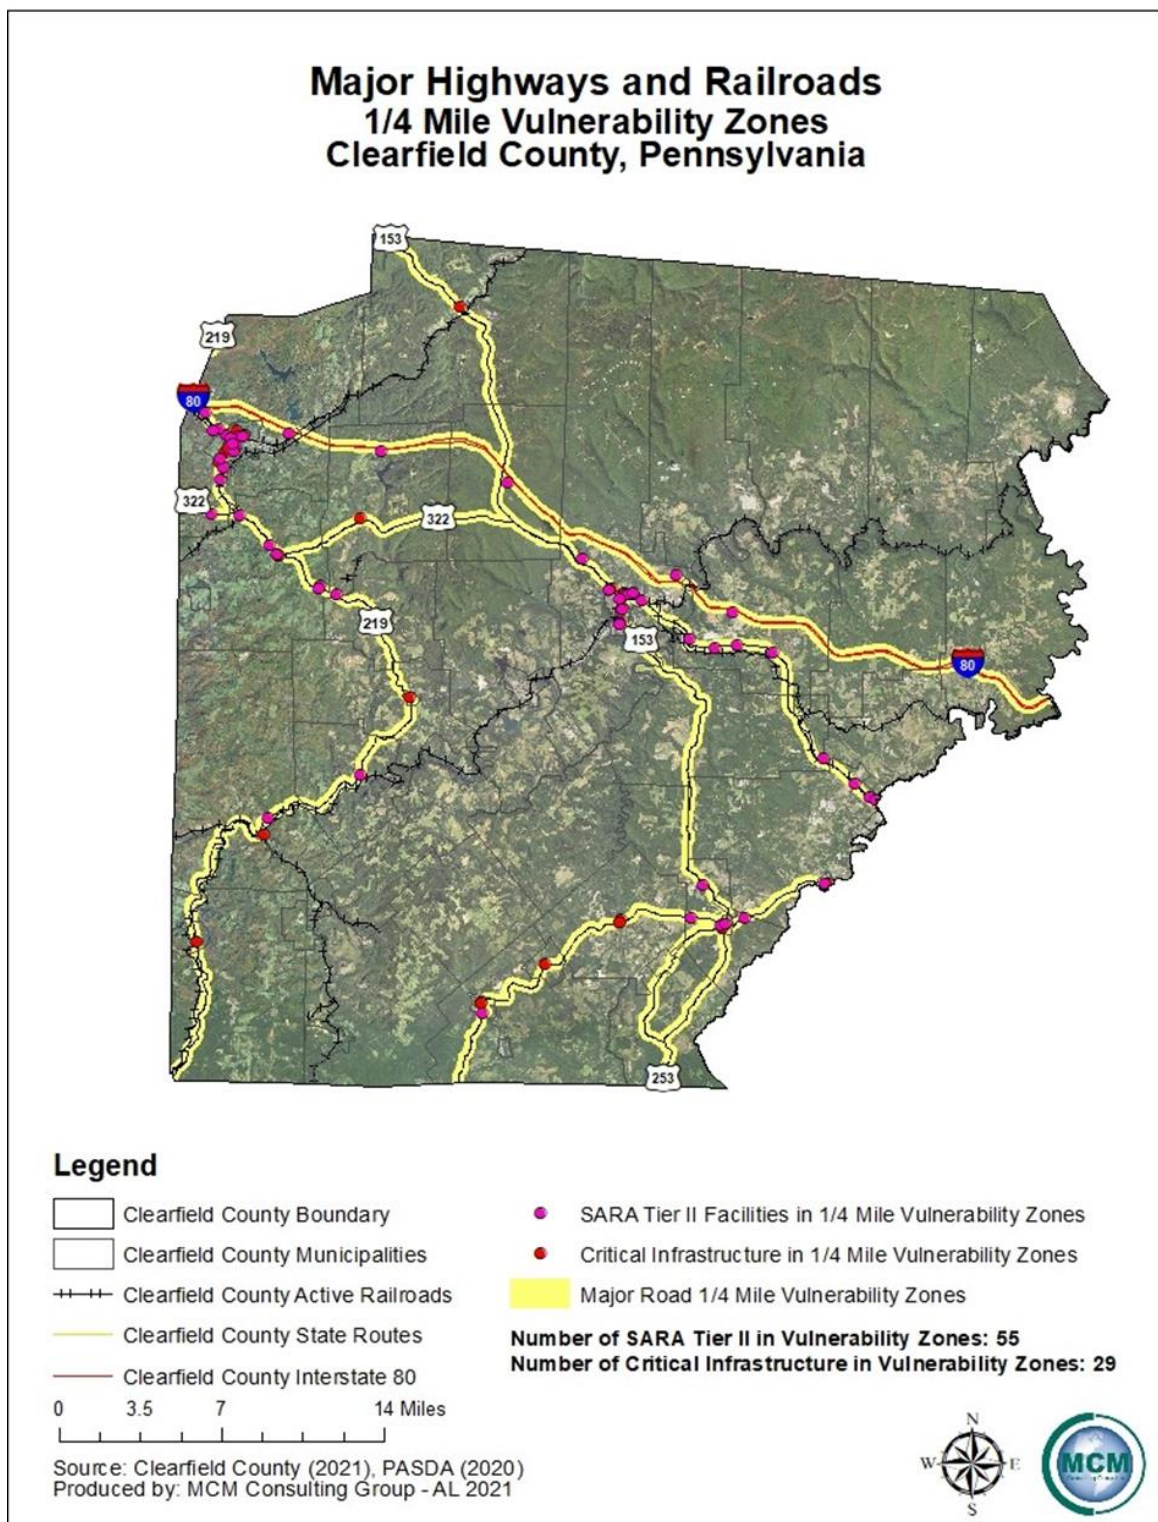 Major Highways and Railroads
1/4 Mile Vulnerability Zones
Clearfield County, Pennsylvania
153
219
80
322
322
219
153
80
253
Legend
Clearfield County Boundary
Clearfield County Municipalities
Clearfield County Active Railroads
Clearfield County State Routes
Clearfield County Interstate 80
0 3.5 7 14 Miles
Source: Clearfield County (2021), PASDA (2020)
Produced by: MCM Consulting Group - AL 2021
SARA Tier II Facilities in 1/4 Mile Vulnerability Zones
Critical Infrastructure in 1/4 Mile Vulnerability Zones
Major Road 1/4 Mile Vulnerability Zones
Number of SARA Tier II in Vulnerability Zones: 55
Number of Critical Infrastructure in Vulnerability Zones: 29
N
W E
S
MCM